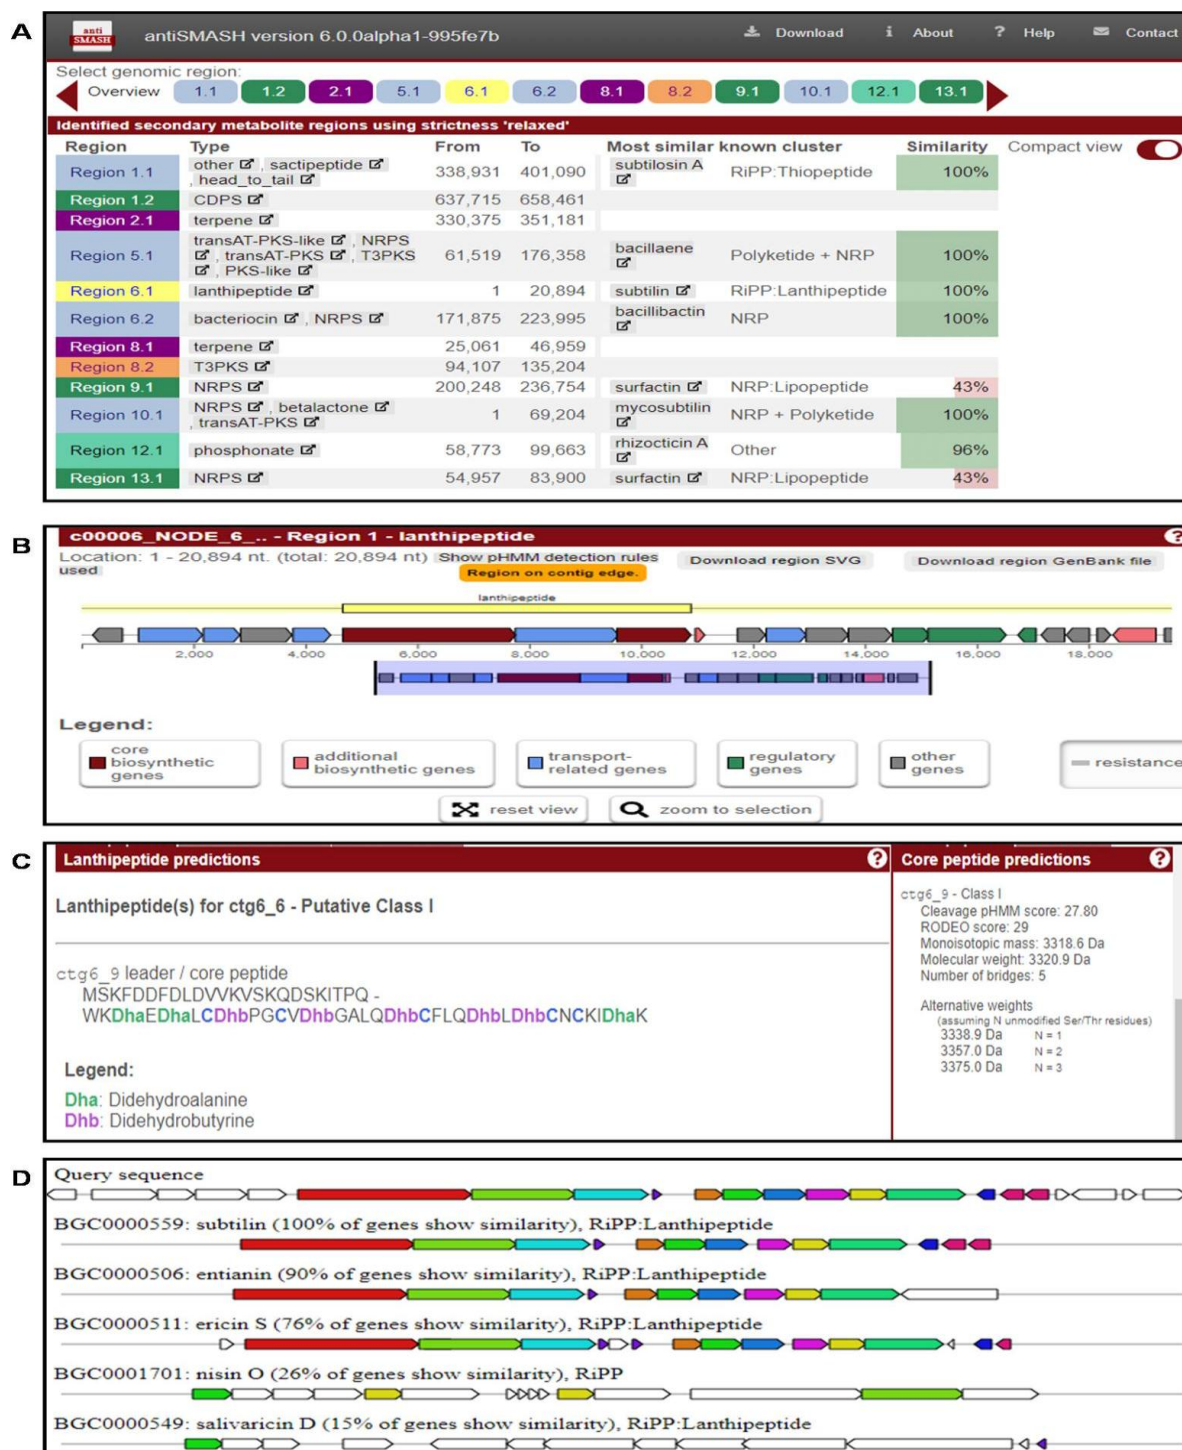 A
anti
SMASH
antiSMASH version 6.0.0alpha1-995fe7b
Download
About
? Help
Contact
Select genomic region:
Overview 1.1 1.2 2.1 5.1 6.1 6.2 8.1 8.2 9.1 10.1 12.1 13.1
Identified secondary metabolite regions using strictness 'relaxed'
Region Type From To Most similar known cluster Similarity Compact view
Region 1.1 other , sactipeptide , head_to_tail 338,931 401,090 subtilosin A RiPP:Thiopeptide 100%
Region 1.2 CDPS 637,715 658,461
Region 2.1 terpene 330,375 351,181
Region 5.1 transAT-PKS-like , NRPS , transAT-PKS , T3PKS , PKS-like 61,519 176,358 bacillaene Polyketide + NRP 100%
Region 6.1 lanthipeptide 1 20,894 subtilin RiPP:Lanthipeptide 100%
Region 6.2 bacteriocin , NRPS 171,875 223,995 bacillibactin NRP 100%
Region 8.1 terpene 25,061 46,959
Region 8.2 T3PKS 94,107 135,204
Region 9.1 NRPS 200,248 236,754 surfactin NRP:Lipopeptide 43%
Region 10.1 NRPS , betalactone , transAT-PKS 1 69,204 mycosubtilin NRP + Polyketide 100%
Region 12.1 phosphonate 58,773 99,663 rhizocticin A Other 96%
Region 13.1 NRPS 54,957 83,900 surfactin NRP:Lipopeptide 43%
B
c00006_NODE_6_.. - Region 1 - lanthipeptide ?
Location: 1 - 20,894 nt. (total: 20,894 nt) Show pHMM detection rules used
Region on contig edge.
Download region SVG
Download region GenBank file
lanthipeptide
2,000 4,000 6,000 8,000 10,000 12,000 14,000 16,000 18,000
Legend:
core biosynthetic genes
additional biosynthetic genes
transport-related genes
regulatory genes
other genes
resistance
reset view
zoom to selection
C
Lanthipeptide predictions ?
Lanthipeptide(s) for ctg6_6 - Putative Class I
ctg6_9 leader / core peptide
MSKFDDFDLDVVKVSKQDSKITPQ -
WKDhaEDhaLCDhbPGCVDhbGALQDhbCFLQDhbLDhbCNCKIDhaK
Legend:
Dha: Didehydroalanine
Dhb: Didehydrobutyrine
Core peptide predictions ?
ctg6_9 - Class I
Cleavage pHMM score: 27.80
RODEO score: 29
Monoisotopic mass: 3318.6 Da
Molecular weight: 3320.9 Da
Number of bridges: 5
Alternative weights
(assuming N unmodified Ser/Thr residues)
3338.9 Da N = 1
3357.0 Da N = 2
3375.0 Da N = 3
D
Query sequence
BGC0000559: subtilin (100% of genes show similarity), RiPP:Lanthipeptide
BGC0000506: entianin (90% of genes show similarity), RiPP:Lanthipeptide
BGC0000511: ericin S (76% of genes show similarity), RiPP:Lanthipeptide
BGC0001701: nisin O (26% of genes show similarity), RiPP
BGC0000549: salivaricin D (15% of genes show similarity), RiPP:Lanthipeptide